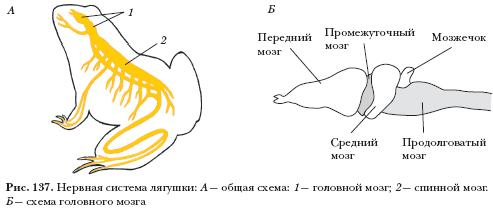 А
1
2
Б
Передний
мозг
Промежуточный
мозг
Мозжечок
Средний
мозг
Продолговатый
мозг
Рис. 137. Нервная система лягушки: А — общая схема: 1 — головной мозг; 2 — спинной мозг.
Б — схема головного мозга